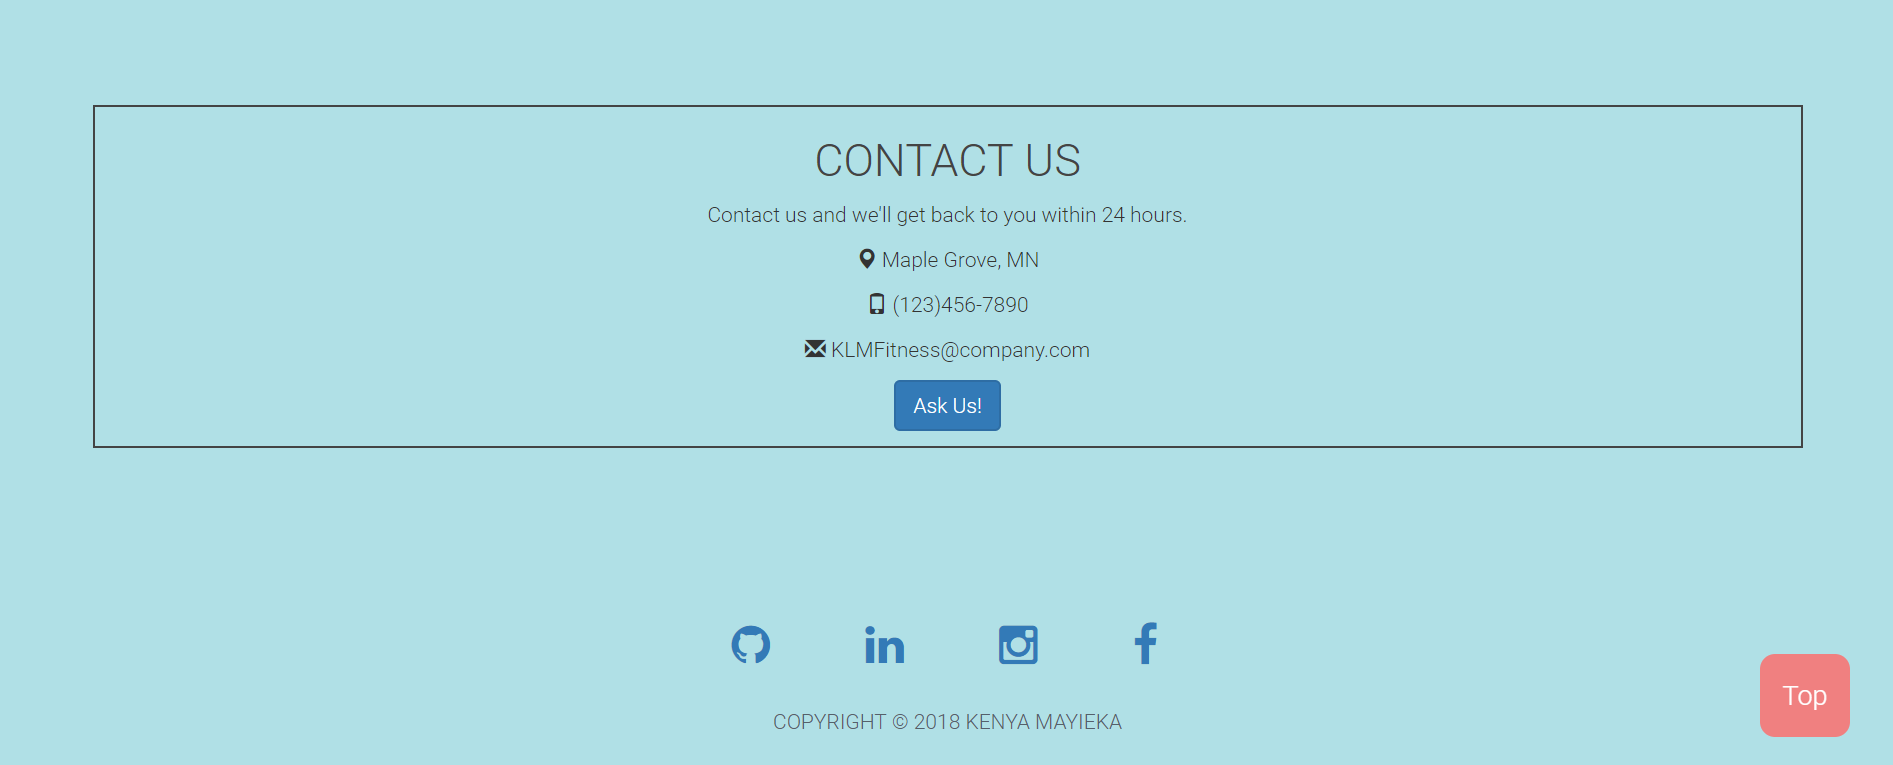 CONTACT US
Contact us and we'll get back to you within 24 hours.
Maple Grove, MN
(123)456-7890
KLMFitness@company.com
Ask Us!
Top
COPYRIGHT © 2018 KENYA MAYIEKA